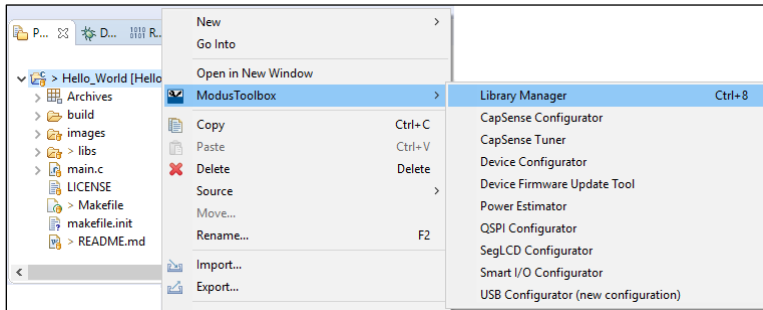 P... D... R..
> Hello_World [Hello
Archives
build
images
> libs
main.c
LICENSE
> Makefile
makefile.init
> README.md
New
Go Into
Open in New Window
ModusToolbox
Copy Ctrl+C
Paste Ctrl+V
Delete Delete
Source
Move...
Rename... F2
Import...
Export...
Library Manager Ctrl+8
CapSense Configurator
CapSense Tuner
Device Configurator
Device Firmware Update Tool
Power Estimator
QSPI Configurator
SegLCD Configurator
Smart I/O Configurator
USB Configurator (new configuration)